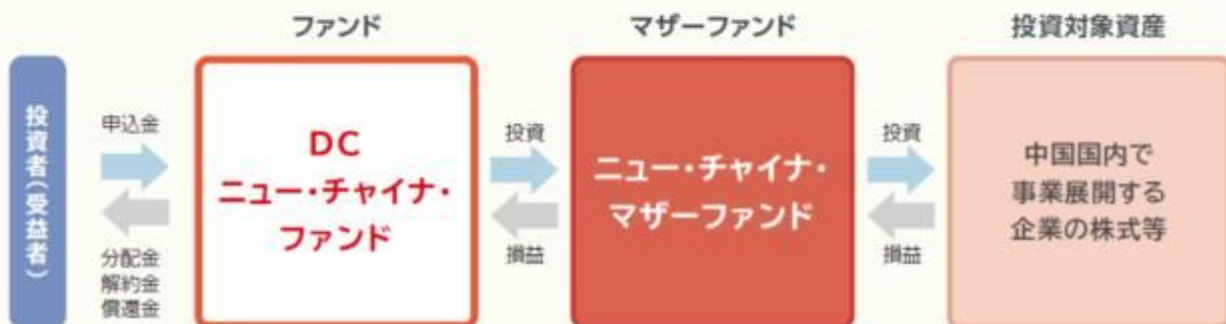 ファンド
マザーファンド
投資対象資産
投資者(受益者)
申込金
分配金
解約金
償還金
DC
ニュー・チャイナ・
ファンド
投資
損益
ニュー・チャイナ・
マザーファンド
投資
損益
中国国内で
事業展開する
企業の株式等